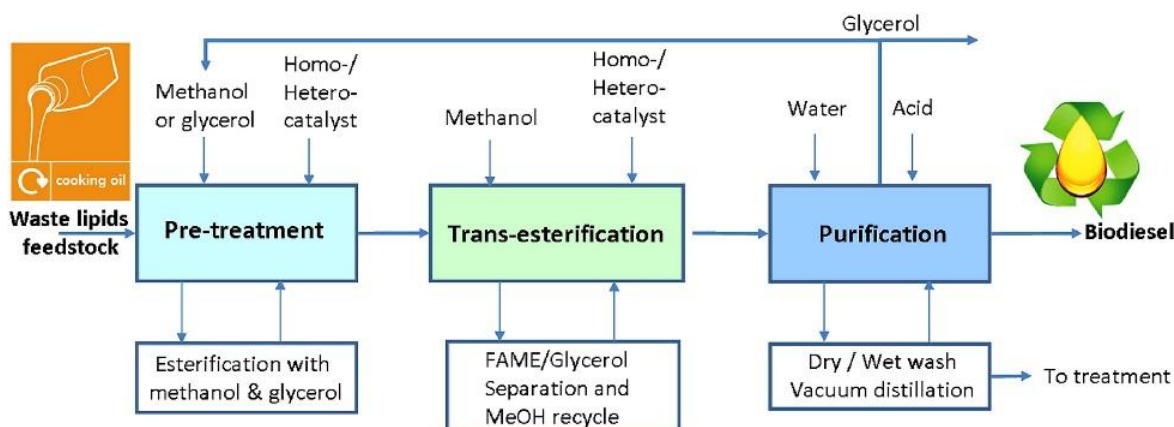 Glycerol
Methanol
or glycerol
Homo-/
Hetero-
catalyst
Methanol
Homo-/
Hetero-
catalyst
Water
Acid
cooking oil
Waste lipids
feedstock
Pre-treatment
Trans-esterification
Purification
Biodiesel
Esterification with
methanol & glycerol
FAME/Glycerol
Separation and
MeOH recycle
Dry / Wet wash
Vacuum distillation
To treatment